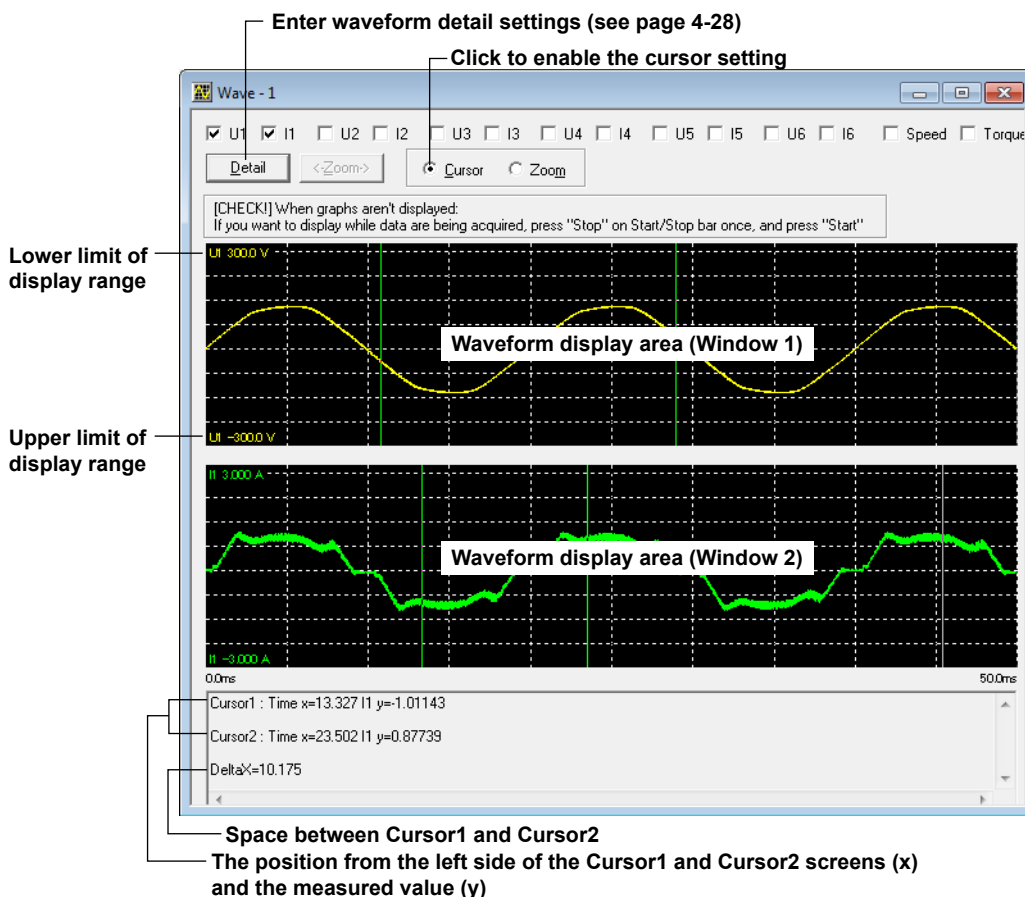 Enter waveform detail settings (see page 4-28)
Click to enable the cursor setting
Wave - 1
U1 I1 U2 I2 U3 I3 U4 I4 U5 I5 U6 I6 Speed Torque
Detail <-Zoom-> Cursor Zoom
[CHECK!] When graphs aren't displayed:
If you want to display while data are being acquired, press "Stop" on Start/Stop bar once, and press "Start"
Lower limit of
display range
U1 300.0 V
Waveform display area (Window 1)
Upper limit of
display range
U1 -300.0 V
I1 3.000 A
Waveform display area (Window 2)
I1 -3.000 A
0.0ms 50.0ms
Cursor1 : Time x=13.327 I1 y=-1.01143
Cursor2 : Time x=23.502 I1 y=0.87739
DeltaX=10.175
Space between Cursor1 and Cursor2
The position from the left side of the Cursor1 and Cursor2 screens (x)
and the measured value (y)